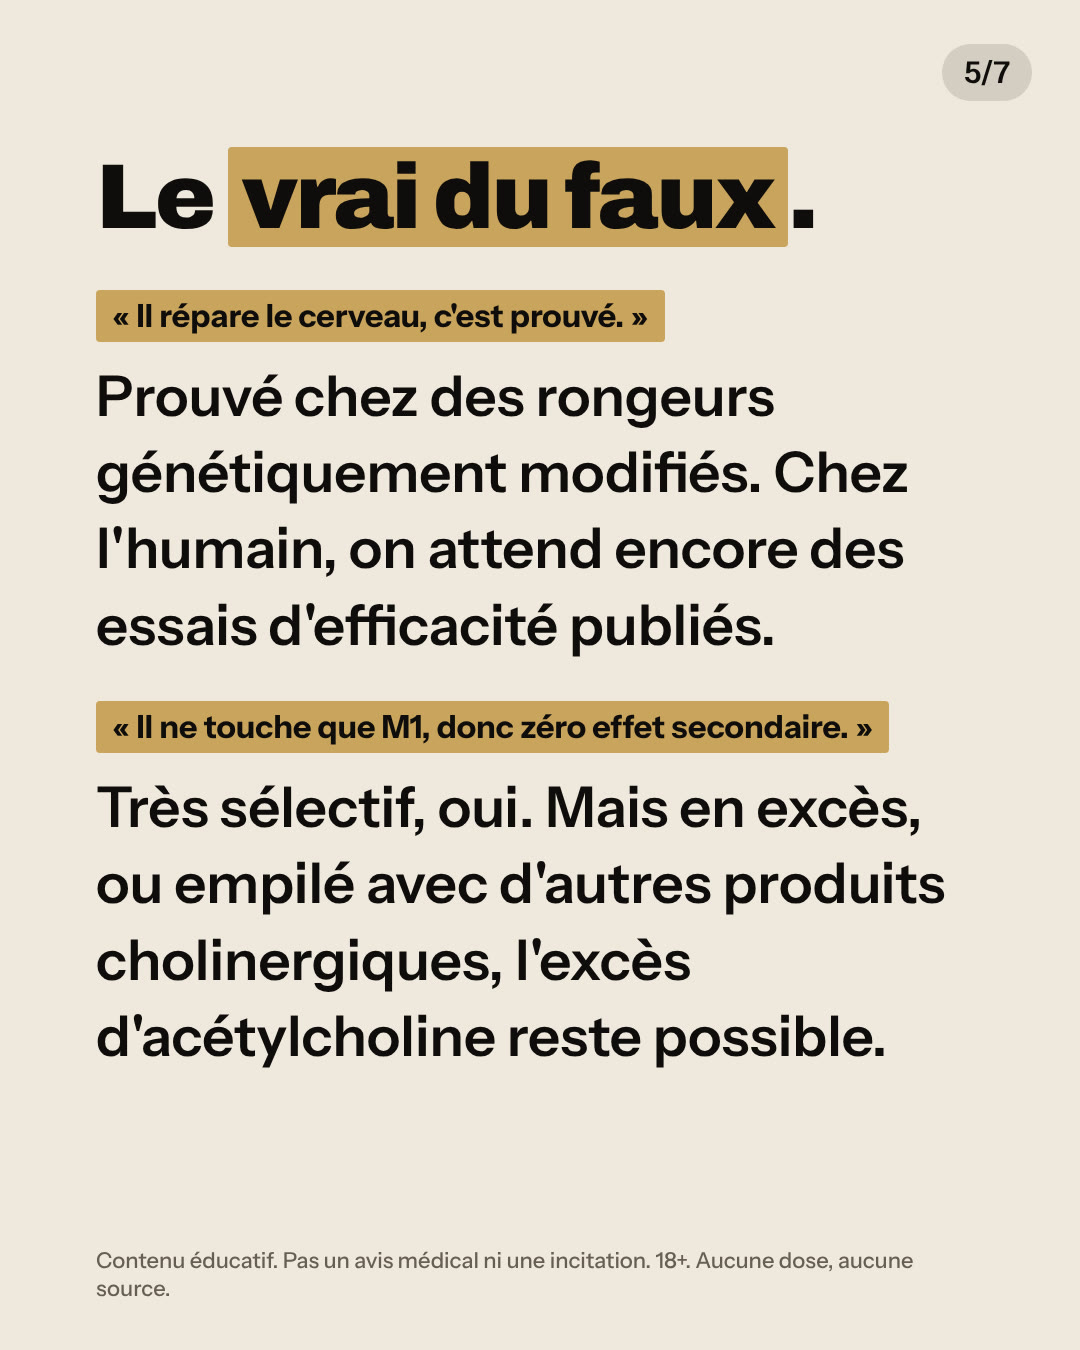 5/7
Le vrai du faux.
« Il répare le cerveau, c'est prouvé. »
Prouvé chez des rongeurs
génétiquement modifiés. Chez
l'humain, on attend encore des
essais d'efficacité publiés.
« Il ne touche que M1, donc zéro effet secondaire. »
Très sélectif, oui. Mais en excès,
ou empilé avec d'autres produits
cholinergiques, l'excès
d'acétylcholine reste possible.
Contenu éducatif. Pas un avis médical ni une incitation. 18+. Aucune dose, aucune
source.